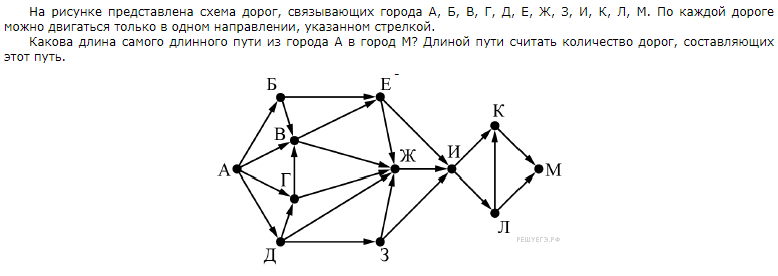 На рисунке представлена схема дорог, связывающих города А, Б, В, Г, Д, Е, Ж, З, И, К, Л, М. По каждой дороге
можно двигаться только в одном направлении, указанном стрелкой.
Какова длина самого длинного пути из города А в город М? Длиной пути считать количество дорог, составляющих
этот путь.
Б
Е
К
В
Ж
И
А
М
Г
Л
Д
З
РЕШУЕГЭ.РФ